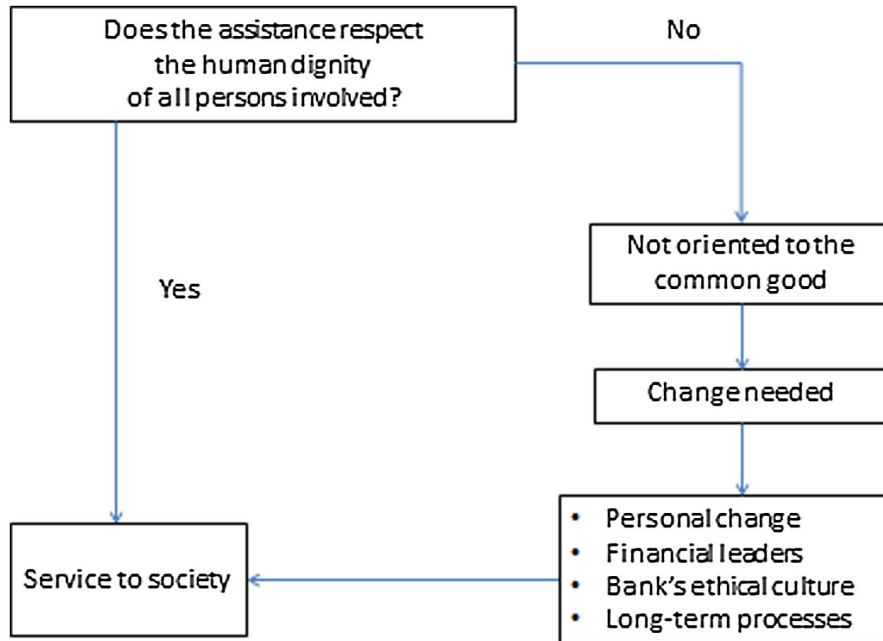 Does the assistance respect
the human dignity
of all persons involved?
No
Yes
Not oriented to the
common good
Change needed
• Personal change
• Financial leaders
• Bank's ethical culture
• Long-term processes
Service to society